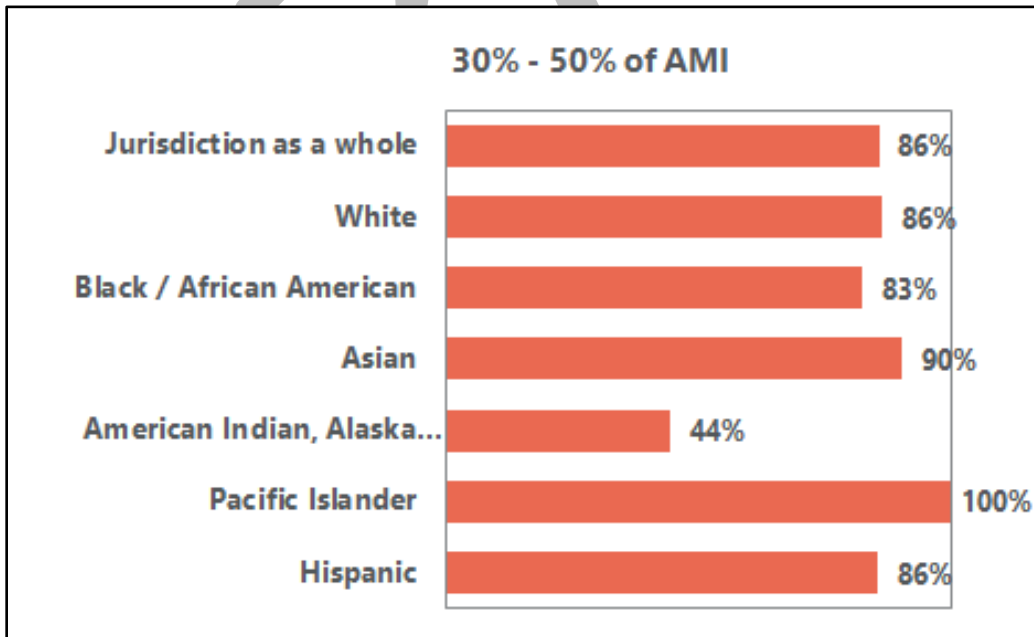 30% - 50% of AMI
Jurisdiction as a whole 86%
White 86%
Black / African American 83%
Asian 90%
American Indian, Alaska... 44%
Pacific Islander 100%
Hispanic 86%